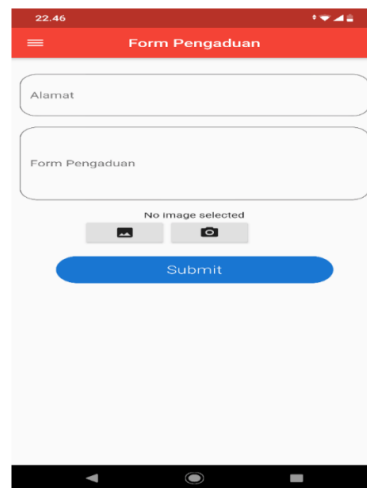 22.46
Form Pengaduan
Alamat
Form Pengaduan
No image selected
Submit